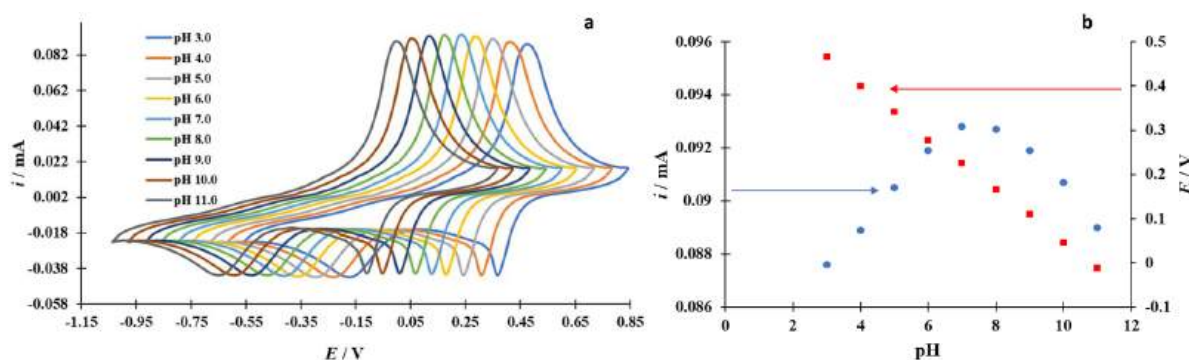 a
i / mA
0.082
0.062
0.042
0.022
0.002
-0.018
-0.038
-0.058
pH 3.0
pH 4.0
pH 5.0
pH 6.0
pH 7.0
pH 8.0
pH 9.0
pH 10.0
pH 11.0
-1.15 -0.95 -0.75 -0.55 -0.35 -0.15 0.05 0.25 0.45 0.65 0.85
E / V
b
i / mA
0.096
0.094
0.092
0.09
0.088
0.086
0 2 4 6 8 10 12
pH
0.5
0.4
0.3
0.2
0.1
0
-0.1
E / V